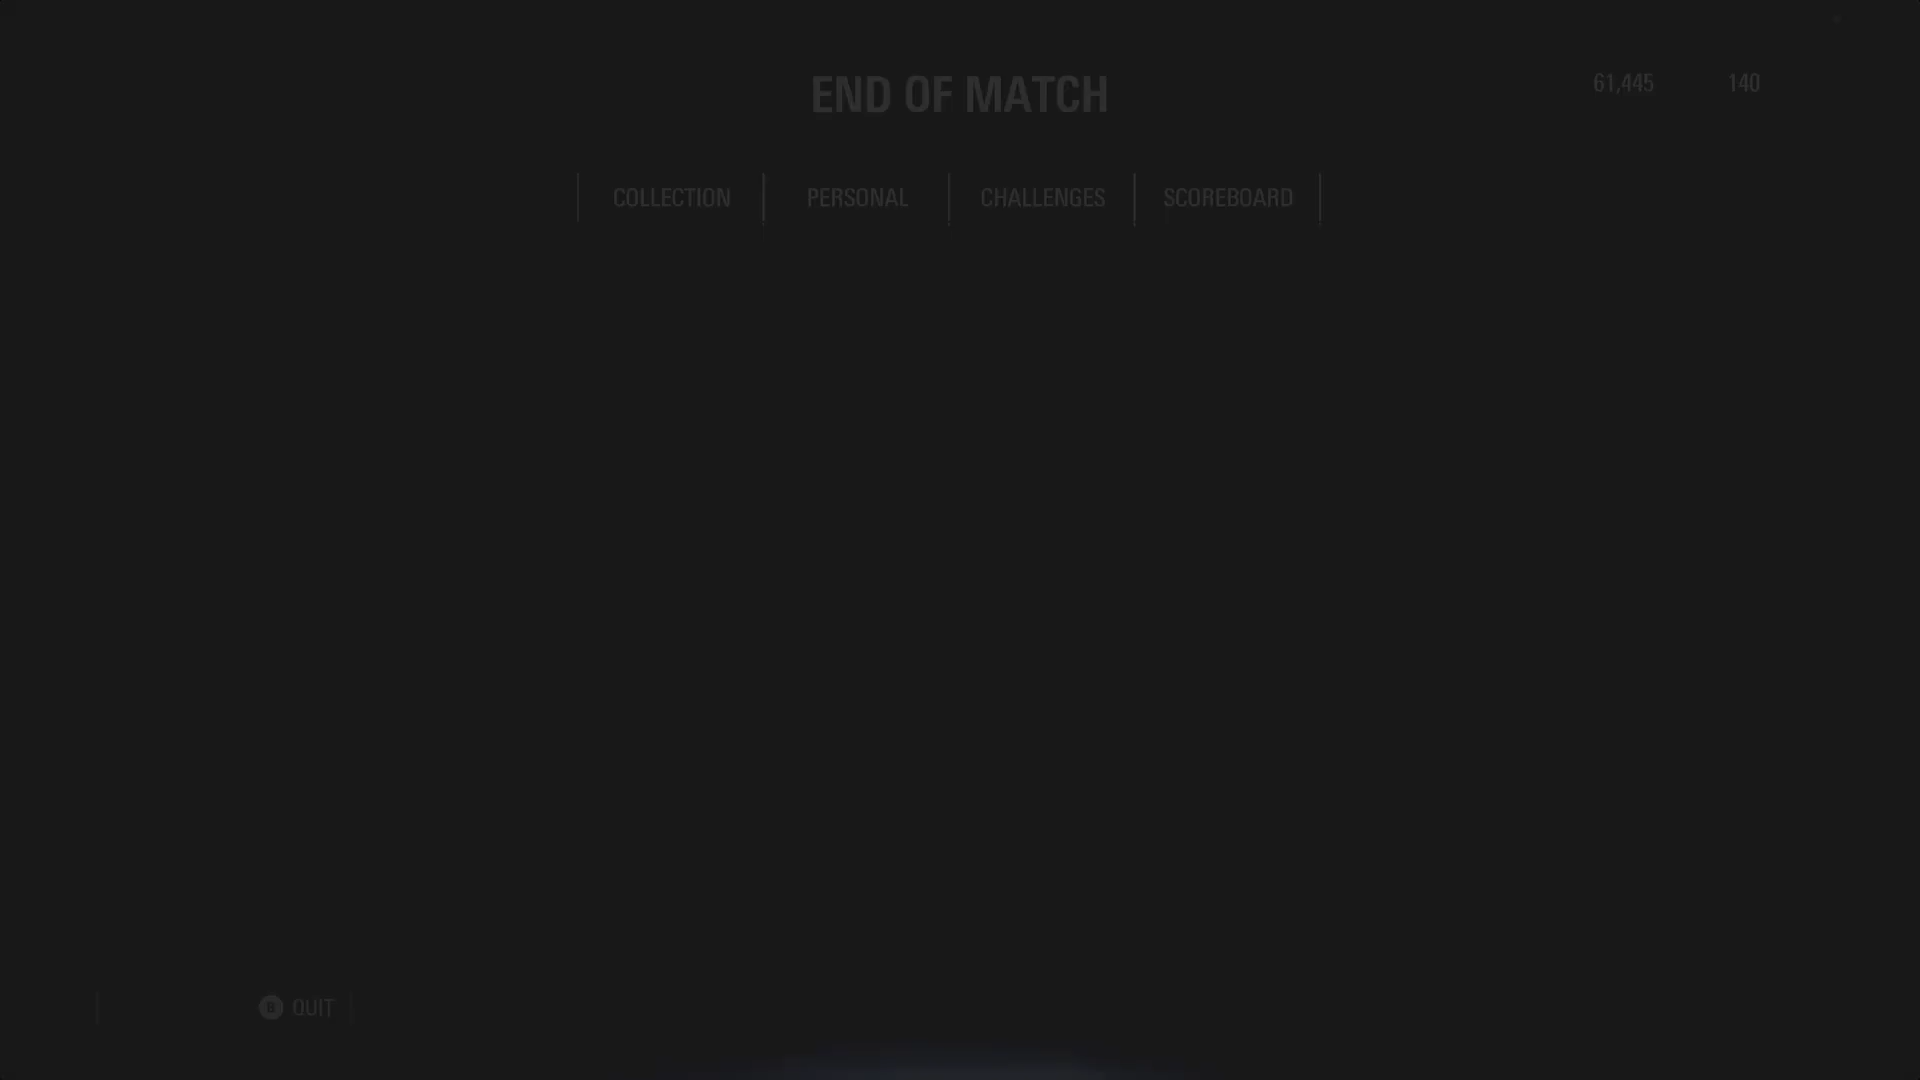 END OF MATCH
61,445 140
COLLECTION PERSONAL CHALLENGES SCOREBOARD
B QUIT